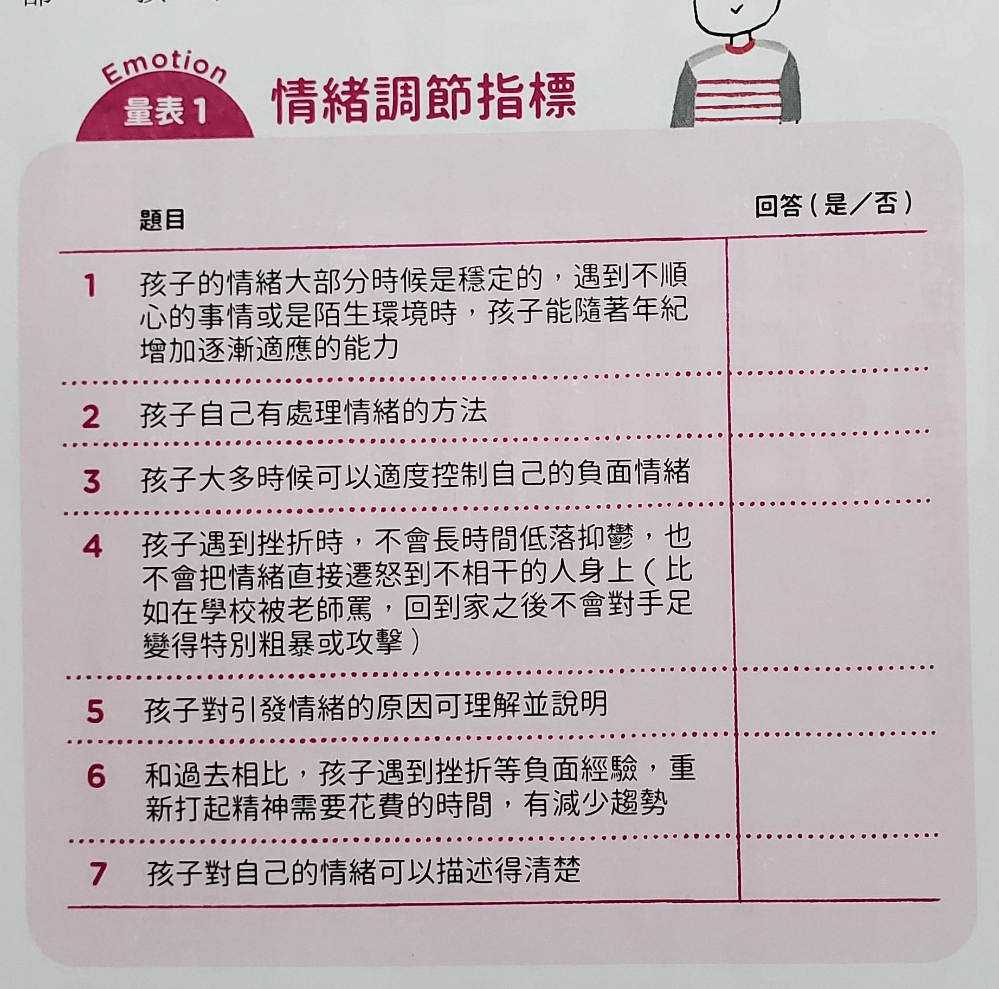 Emotion
量表1
情緒調節指標
題目
回答(是／否)
1 孩子的情緒大部分時候是穩定的，遇到不順
心的事情或是陌生環境時，孩子能隨著年紀
增加逐漸適應的能力
2 孩子自己有處理情緒的方法
3 孩子大多時候可以適度控制自己的負面情緒
4 孩子遇到挫折時，不會長時間低落抑鬱，也
不會把情緒直接遷怒到不相干的人身上(比
如在學校被老師罵，回到家之後不會對手足
變得特別粗暴或攻擊)
5 孩子對引發情緒的原因可理解並說明
6 和過去相比，孩子遇到挫折等負面經驗，重
新打起精神需要花費的時間，有減少趨勢
7 孩子對自己的情緒可以描述得清楚